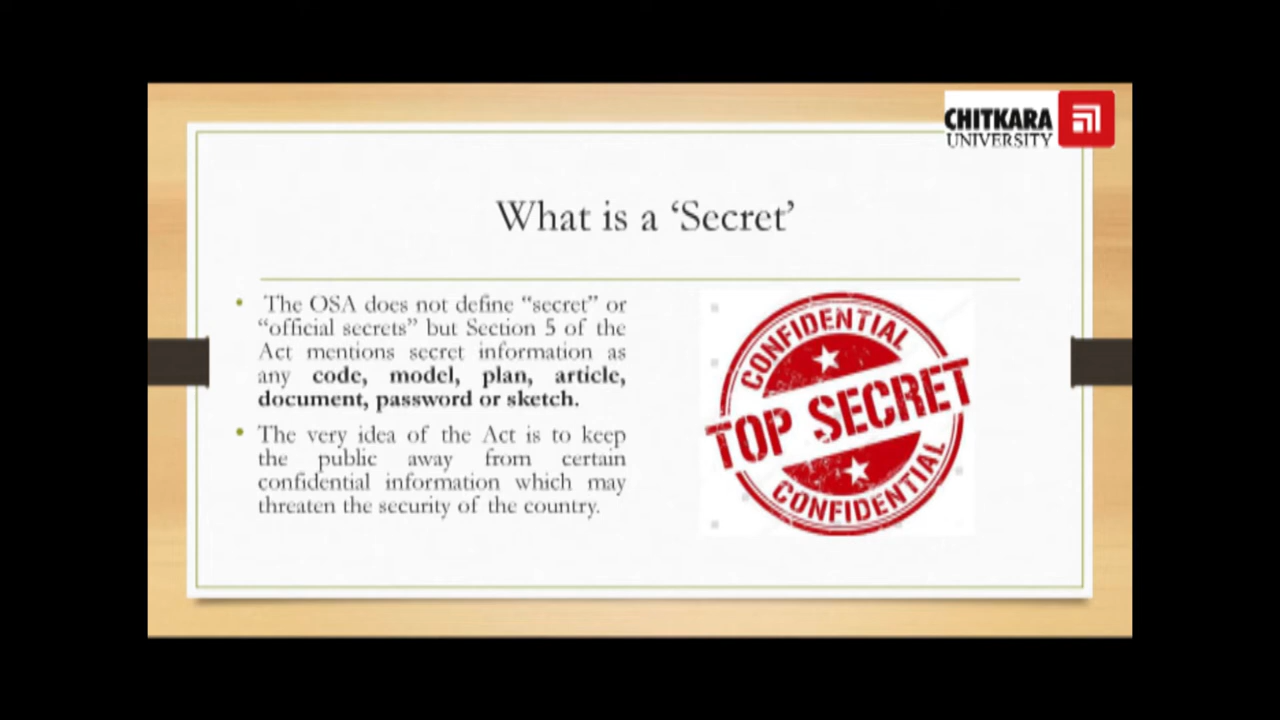 CHITKARA
UNIVERSITY
What is a ‘Secret’
• The OSA does not define “secret” or
“official secrets” but Section 5 of the
Act mentions secret information as
any code, model, plan, article,
document, password or sketch.
• The very idea of the Act is to keep
the public away from certain
confidential information which may
threaten the security of the country.
CONFIDENTIAL
TOP SECRET
CONFIDENTIAL